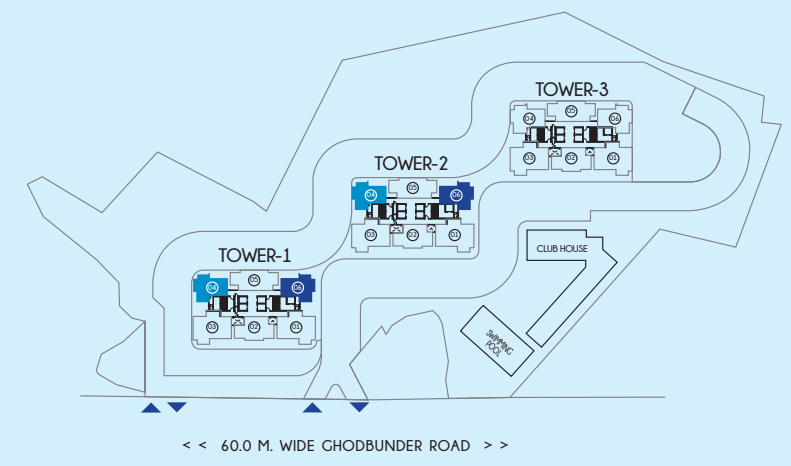 TOWER-3
05
04
06
03
02
01
TOWER-2
05
04
06
03
02
01
TOWER-1
05
04
06
03
02
01
CLUB HOUSE
SWIMMING
POOL
< < 60.0 M. WIDE GHODBUNDER ROAD > >